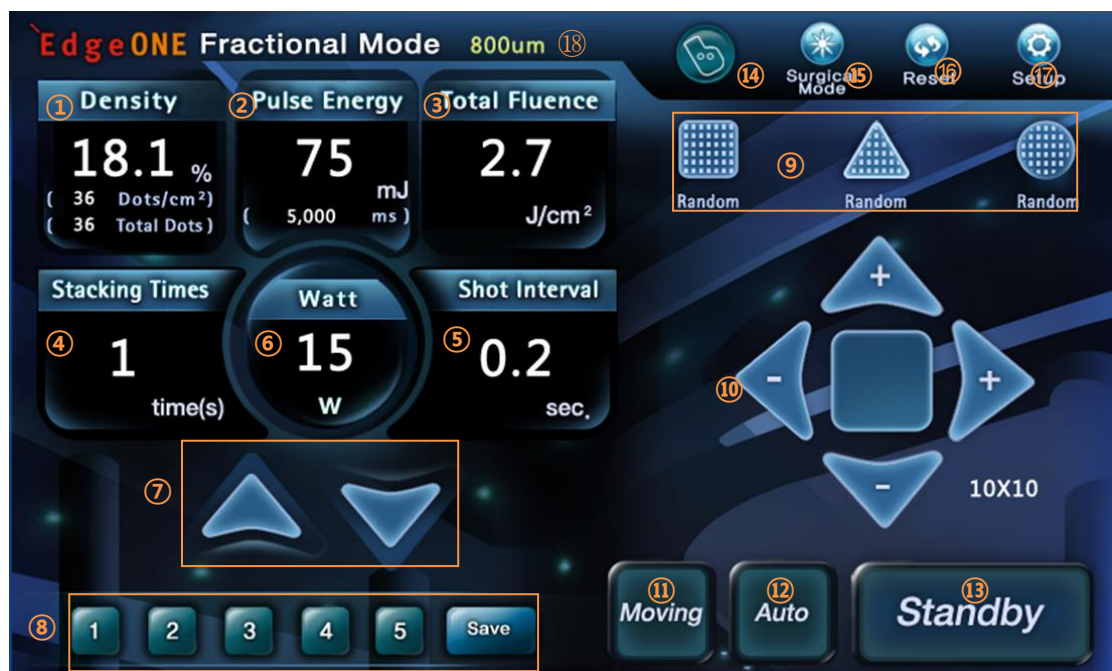 EdgeONE Fractional Mode 800um ⑱
⑭
Surgical Mode ⑮
Reset ⑯
Setup ⑰
① Density
18.1 %
( 36 Dots/cm²)
( 36 Total Dots)
② Pulse Energy
75
mJ
( 5,000 ms )
③ Total Fluence
2.7
J/cm²
⑨
Random Random Random
Stacking Times
④ 1
time(s)
Watt
⑥ 15
W
Shot Interval
⑤ 0.2
sec.
+
⑩ - +
-
10X10
⑦
⑧ 1 2 3 4 5 Save
⑪
Moving
⑫
Auto
⑬
Standby